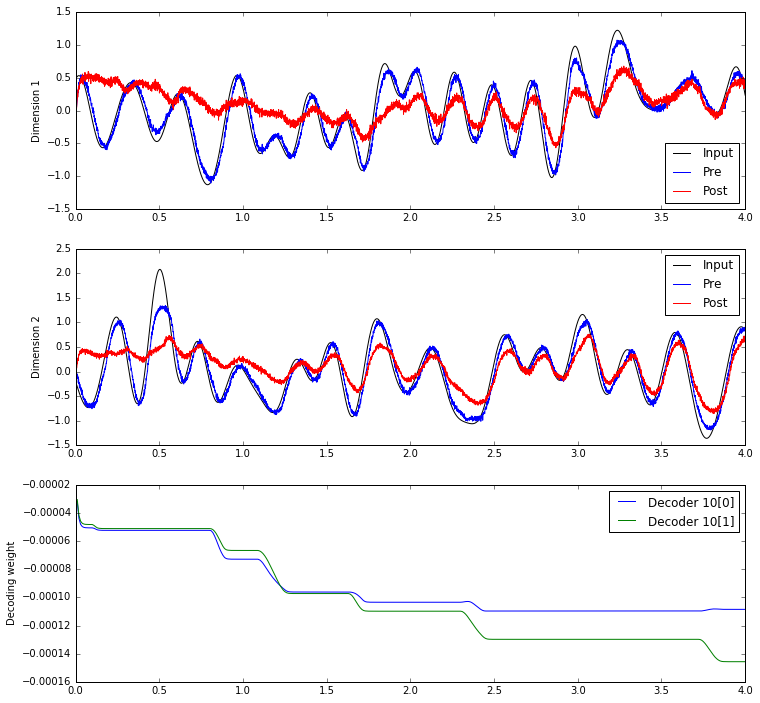 1.5
1.0
0.5
0.0
−0.5
−1.0
−1.5
Dimension 1
Input
Pre
Post
0.0 0.5 1.0 1.5 2.0 2.5 3.0 3.5 4.0
2.5
2.0
1.5
1.0
0.5
0.0
−0.5
−1.0
−1.5
Dimension 2
Input
Pre
Post
0.0 0.5 1.0 1.5 2.0 2.5 3.0 3.5 4.0
−0.00002
−0.00004
−0.00006
−0.00008
−0.00010
−0.00012
−0.00014
−0.00016
Decoding weight
Decoder 10[0]
Decoder 10[1]
0.0 0.5 1.0 1.5 2.0 2.5 3.0 3.5 4.0